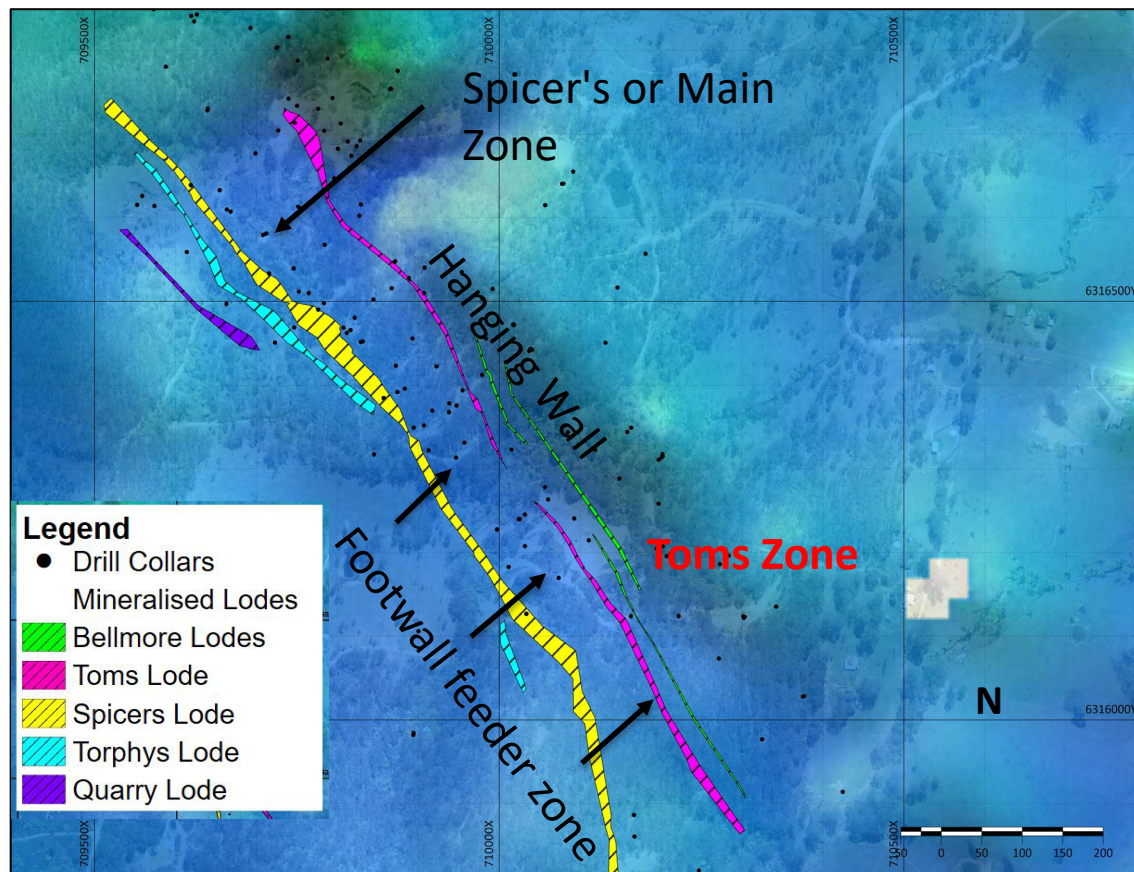 709500X
710000X
710500X
Spicer's or Main
Zone
Hanging Wall
6316500Y
Toms Zone
Footwall feeder zone
N
6316000Y
Legend
Drill Collars
Mineralised Lodes
Bellmore Lodes
Toms Lode
Spicers Lode
Torphys Lode
Quarry Lode
709500X
710000X
710500X
50 0 50 100 150 200